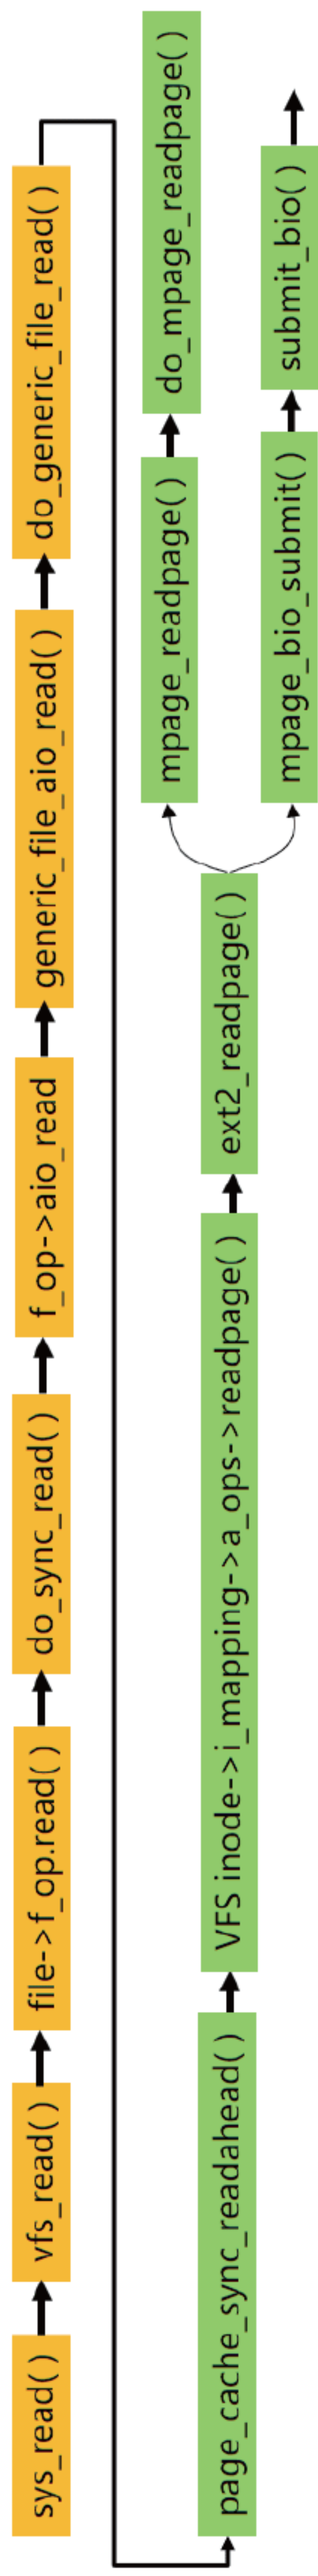 sys_read( )
vfs_read( )
file->f_op.read( )
do_sync_read( )
f_op->aio_read
generic_file_aio_read( )
do_generic_file_read( )
page_cache_sync_readahead( )
VFS inode->i_mapping->a_ops->readpage( )
ext2_readpage( )
mpage_readpage( )
do_mpage_readpage( )
mpage_bio_submit( )
submit_bio( )